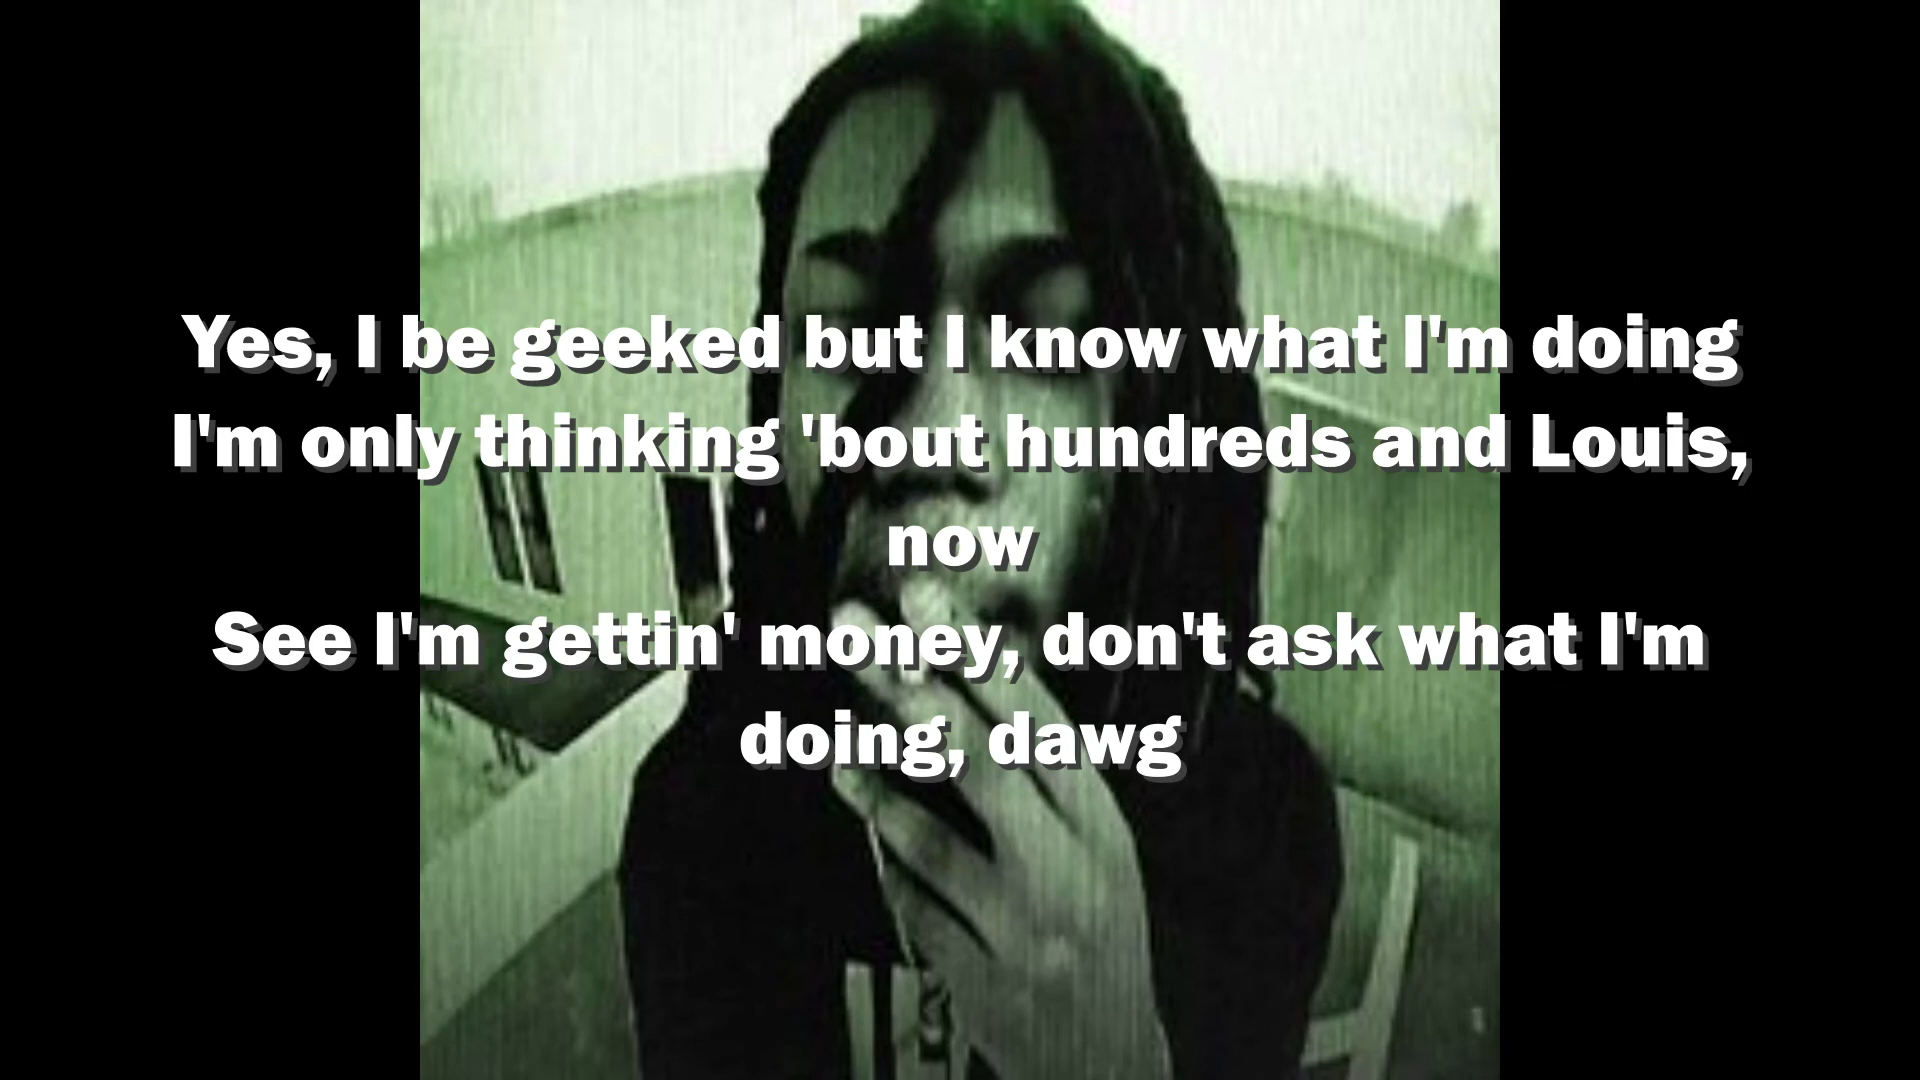 Yes, I be geeked but I know what I'm doing
I'm only thinking 'bout hundreds and Louis,
now
See I'm gettin' money, don't ask what I'm
doing, dawg